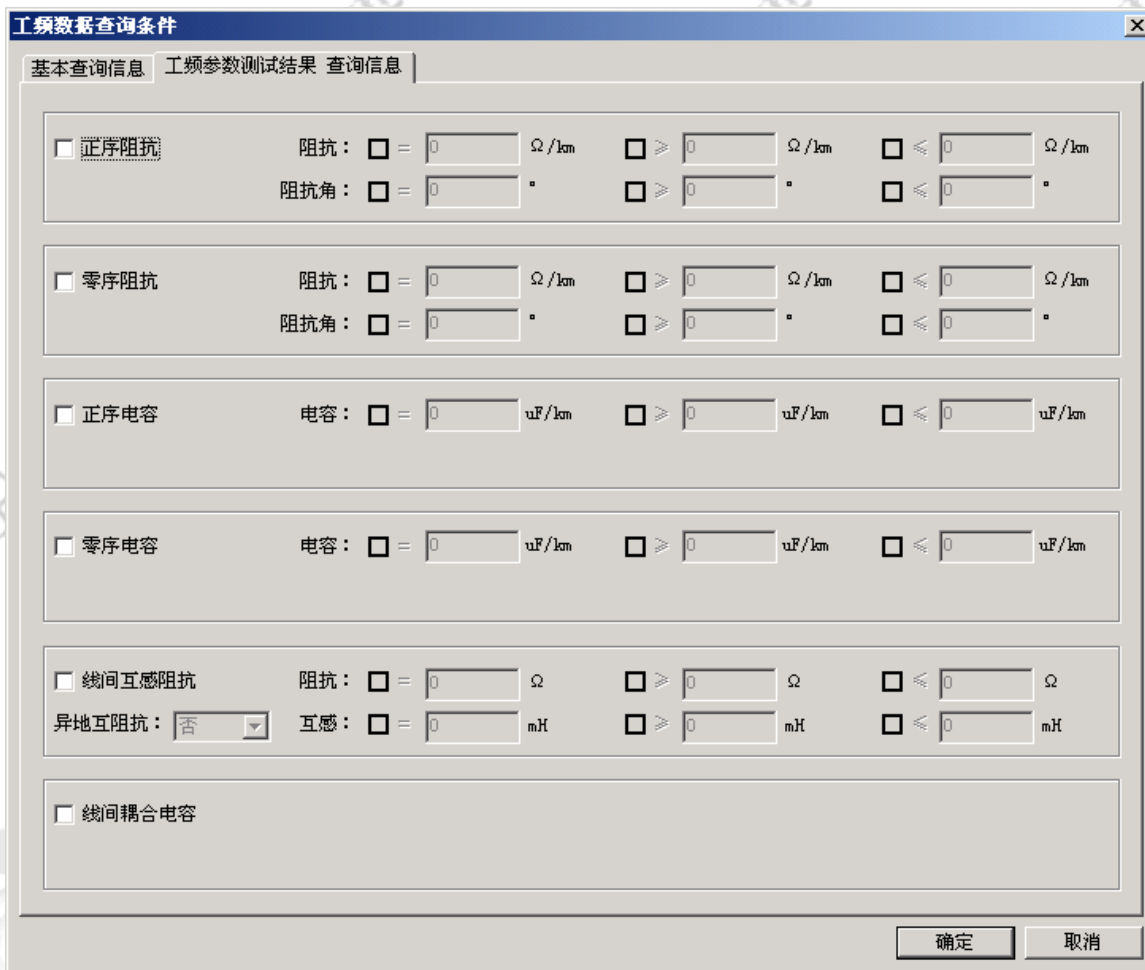 工频数据查询条件
基本查询信息 工频参数测试结果 查询信息
正序阻抗 阻抗： = 0 Ω/km ≥ 0 Ω/km ≤ 0 Ω/km
阻抗角： = 0 ° ≥ 0 ° ≤ 0 °
零序阻抗 阻抗： = 0 Ω/km ≥ 0 Ω/km ≤ 0 Ω/km
阻抗角： = 0 ° ≥ 0 ° ≤ 0 °
正序电容 电容： = 0 uF/km ≥ 0 uF/km ≤ 0 uF/km
零序电容 电容： = 0 uF/km ≥ 0 uF/km ≤ 0 uF/km
线间互感阻抗 阻抗： = 0 Ω ≥ 0 Ω ≤ 0 Ω
异地互阻抗： 否 互感： = 0 mH ≥ 0 mH ≤ 0 mH
线间耦合电容
确定 取消